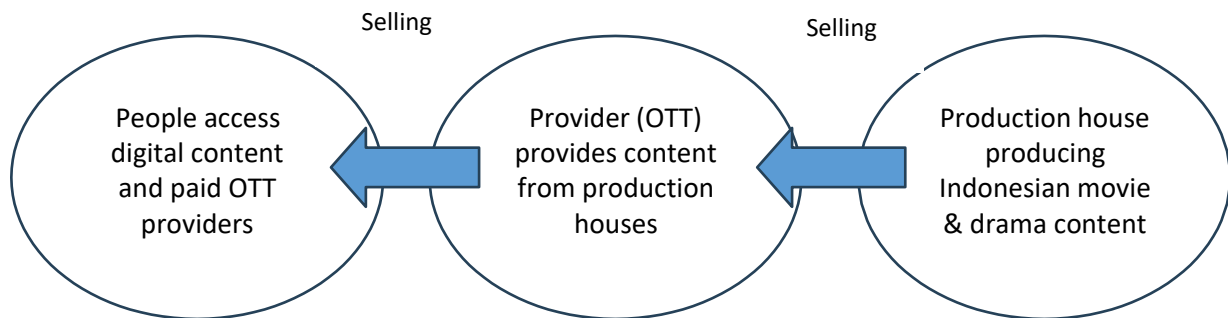 Selling
Selling
People access
digital content
and paid OTT
providers
Provider (OTT)
provides content
from production
houses
Production house
producing
Indonesian movie
& drama content